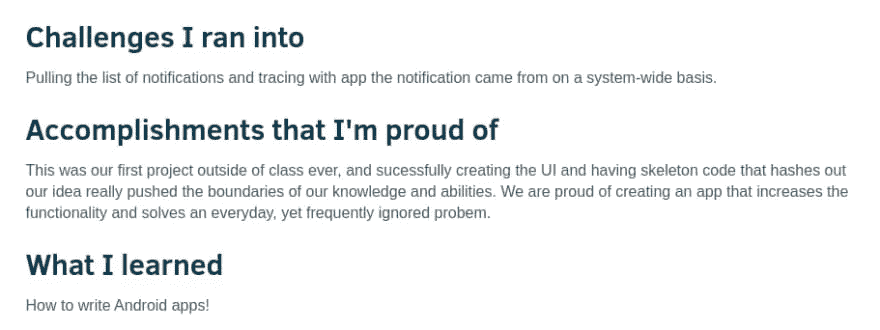 Challenges I ran into
Pulling the list of notifications and tracing with app the notification came from on a system-wide basis.
Accomplishments that I'm proud of
This was our first project outside of class ever, and sucessfully creating the UI and having skeleton code that hashes out
our idea really pushed the boundaries of our knowledge and abilities. We are proud of creating an app that increases the
functionality and solves an everyday, yet frequently ignored probem.
What I learned
How to write Android apps!